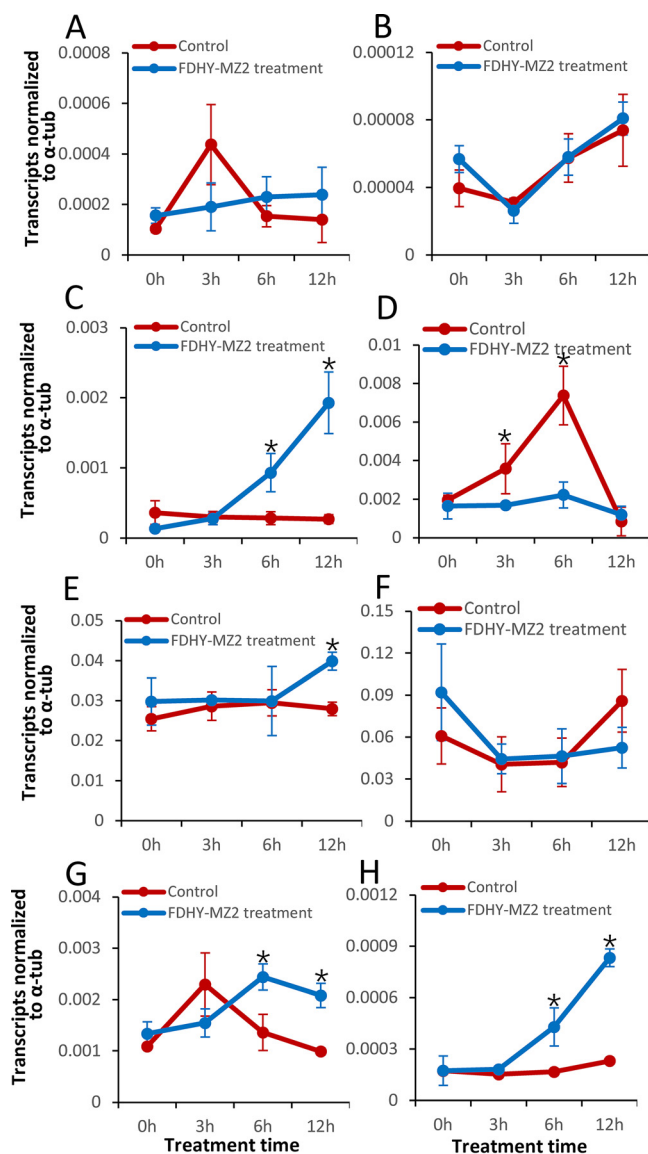 A
Control
FDHY-MZ2 treatment
0.0008
0.0006
0.0004
0.0002
0
Transcripts normalized
to α-tub
0h 3h 6h 12h
B
Control
FDHY-MZ2 treatment
0.00012
0.00008
0.00004
0
0h 3h 6h 12h
C
Control
FDHY-MZ2 treatment
0.003
0.002
0.001
0
Transcripts normalized
to α-tub
* *
0h 3h 6h 12h
D
Control
FDHY-MZ2 treatment
0.01
0.008
0.006
0.004
0.002
0
* *
0h 3h 6h 12h
E
Control
FDHY-MZ2 treatment
0.05
0.04
0.03
0.02
0.01
0
Transcripts normalized
to α-tub
*
0h 3h 6h 12h
F
Control
FDHY-MZ2 treatment
0.15
0.12
0.09
0.06
0.03
0
0h 3h 6h 12h
G
Control
FDHY-MZ2 treatment
0.004
0.003
0.002
0.001
0
Transcripts normalized
to α-tub
* *
0h 3h 6h 12h
Treatment time
H
Control
FDHY-MZ2 treatment
0.0012
0.0009
0.0006
0.0003
0
* *
0h 3h 6h 12h
Treatment time